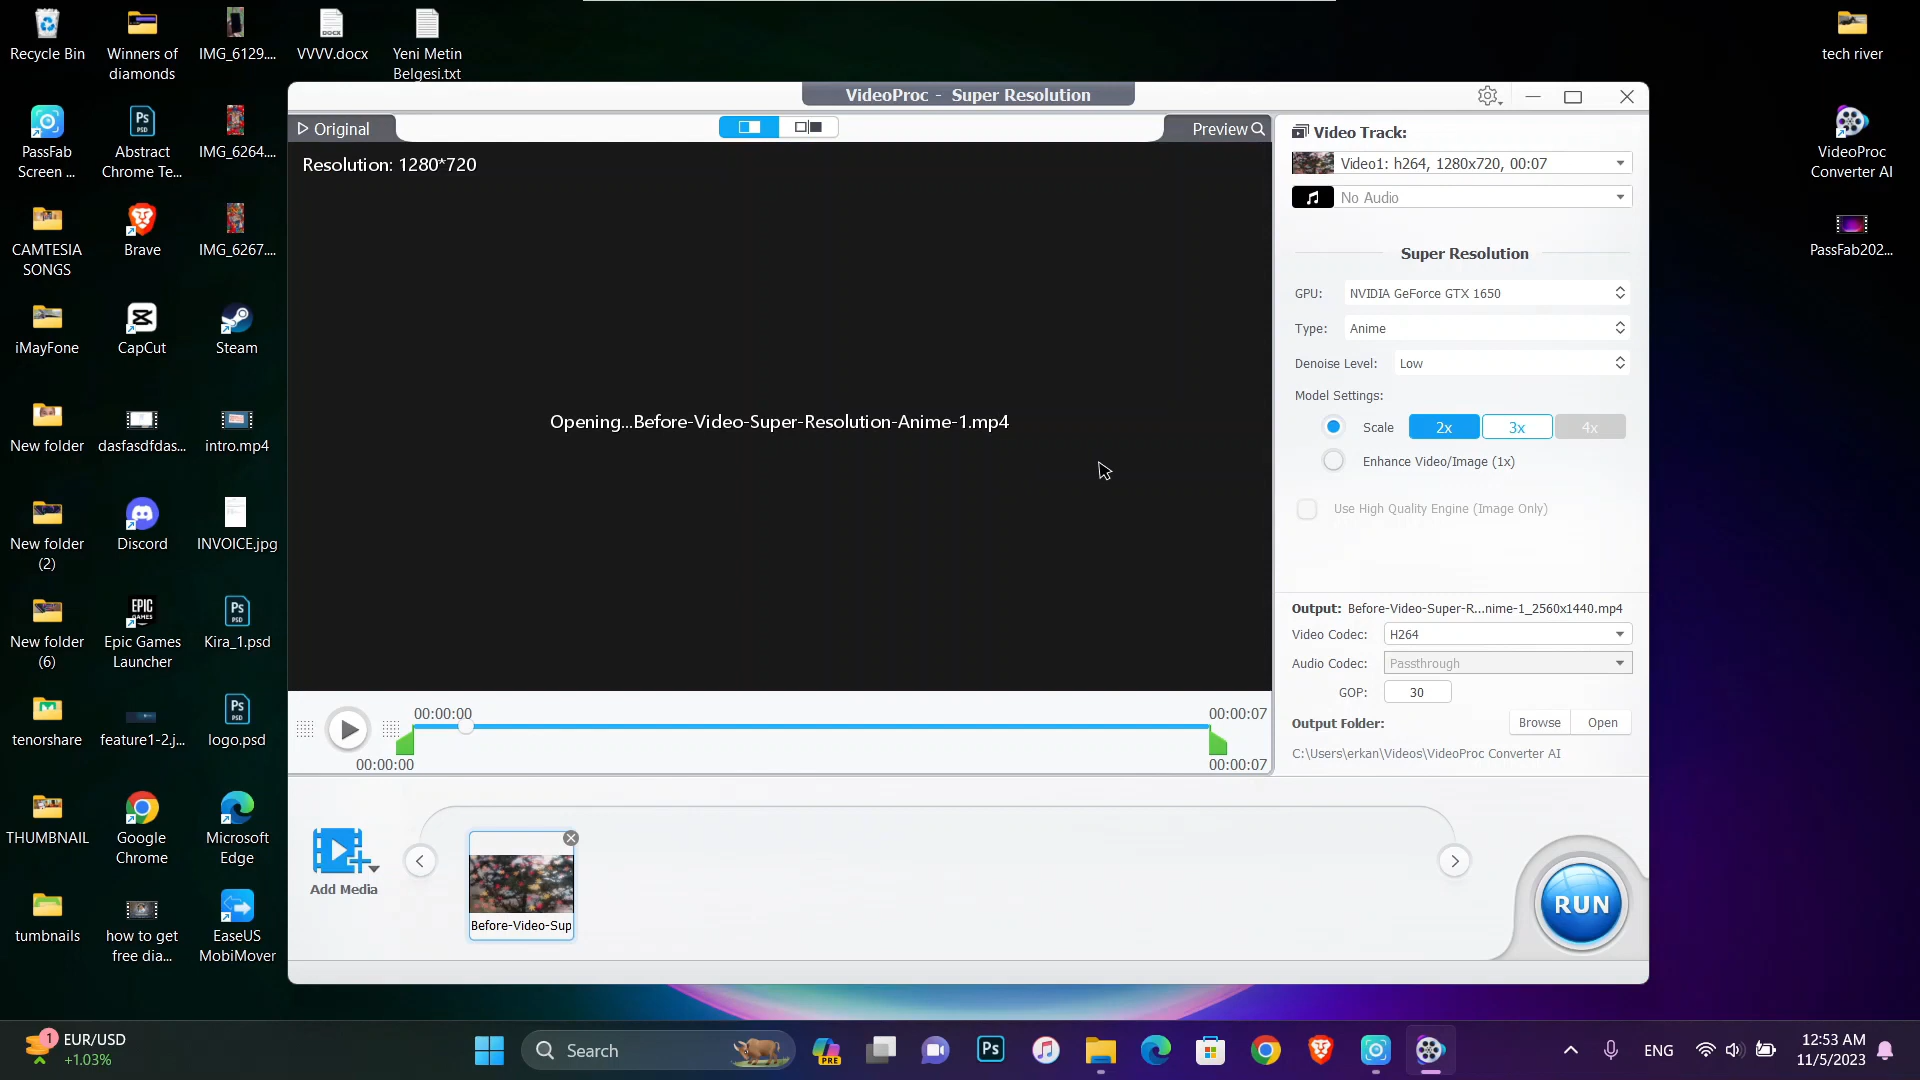 Recycle Bin
Winners of
diamonds
IMG_6129....
VVVV.docx
Yeni Metin
Belgesi.txt
tech river
PassFab
Screen ...
Abstract
Chrome Te...
IMG_6264....
VideoProc
Converter AI
CAMTESIA
SONGS
Brave
IMG_6267....
PassFab202...
iMayFone
CapCut
Steam
New folder
dasfasdfdas...
intro.mp4
New folder
(2)
Discord
INVOICE.jpg
New folder
(6)
Epic Games
Launcher
Kira_1.psd
tenorshare
feature1-2.j...
logo.psd
THUMBNAIL
Google
Chrome
Microsoft
Edge
tumbnails
how to get
free dia...
EaseUS
MobiMover
VideoProc - Super Resolution
Original
Preview
Resolution: 1280*720
Opening...Before-Video-Super-Resolution-Anime-1.mp4
Video Track:
Video1: h264, 1280x720, 00:07
No Audio
Super Resolution
GPU: NVIDIA GeForce GTX 1650
Type: Anime
Denoise Level: Low
Model Settings:
Scale 2x 3x 4x
Enhance Video/Image (1x)
Use High Quality Engine (Image Only)
Output: Before-Video-Super-R...nime-1_2560x1440.mp4
Video Codec: H264
Audio Codec: Passthrough
GOP: 30
Output Folder: Browse Open
C:\Users\erkan\Videos\VideoProc Converter AI
00:00:00 00:00:07
00:00:00 00:00:07
Add Media
Before-Video-Sup
RUN
1
EUR/USD
+1.03%
Search
PRE
Ps
ENG
12:53 AM
11/5/2023